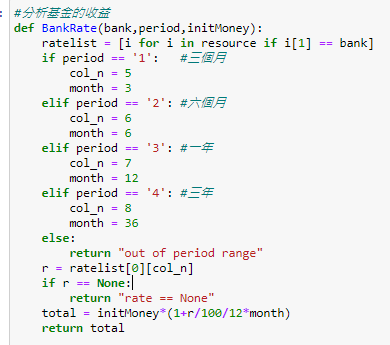 #分析基金的收益
def BankRate(bank,period,initMoney):
    ratelist = [i for i in resource if i[1] == bank]
    if period == '1':   #三個月
        col_n = 5
        month = 3
    elif period == '2': #六個月
        col_n = 6
        month = 6
    elif period == '3': #一年
        col_n = 7
        month = 12
    elif period == '4': #三年
        col_n = 8
        month = 36
    else:
        return "out of period range"
    r = ratelist[0][col_n]
    if r == None:
        return "rate == None"
    total = initMoney*(1+r/100/12*month)
    return total